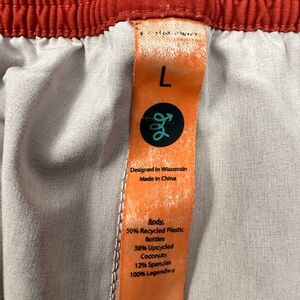 L
Designed in Wisconsin
Made in China
Body:
50% Recycled Plastic
Bottles
38% Upcycled
Coconuts
12% Spandex
100% Legendary